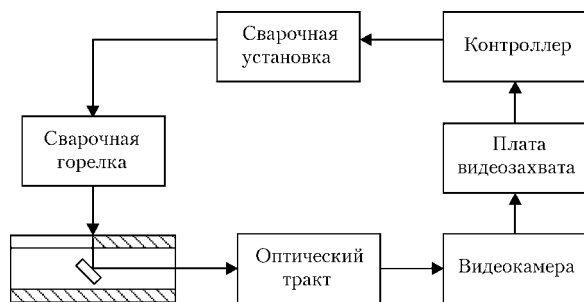 Сварочная
установка
Контроллер
Сварочная
горелка
Плата
видеозахвата
Оптический
тракт
Видеокамера